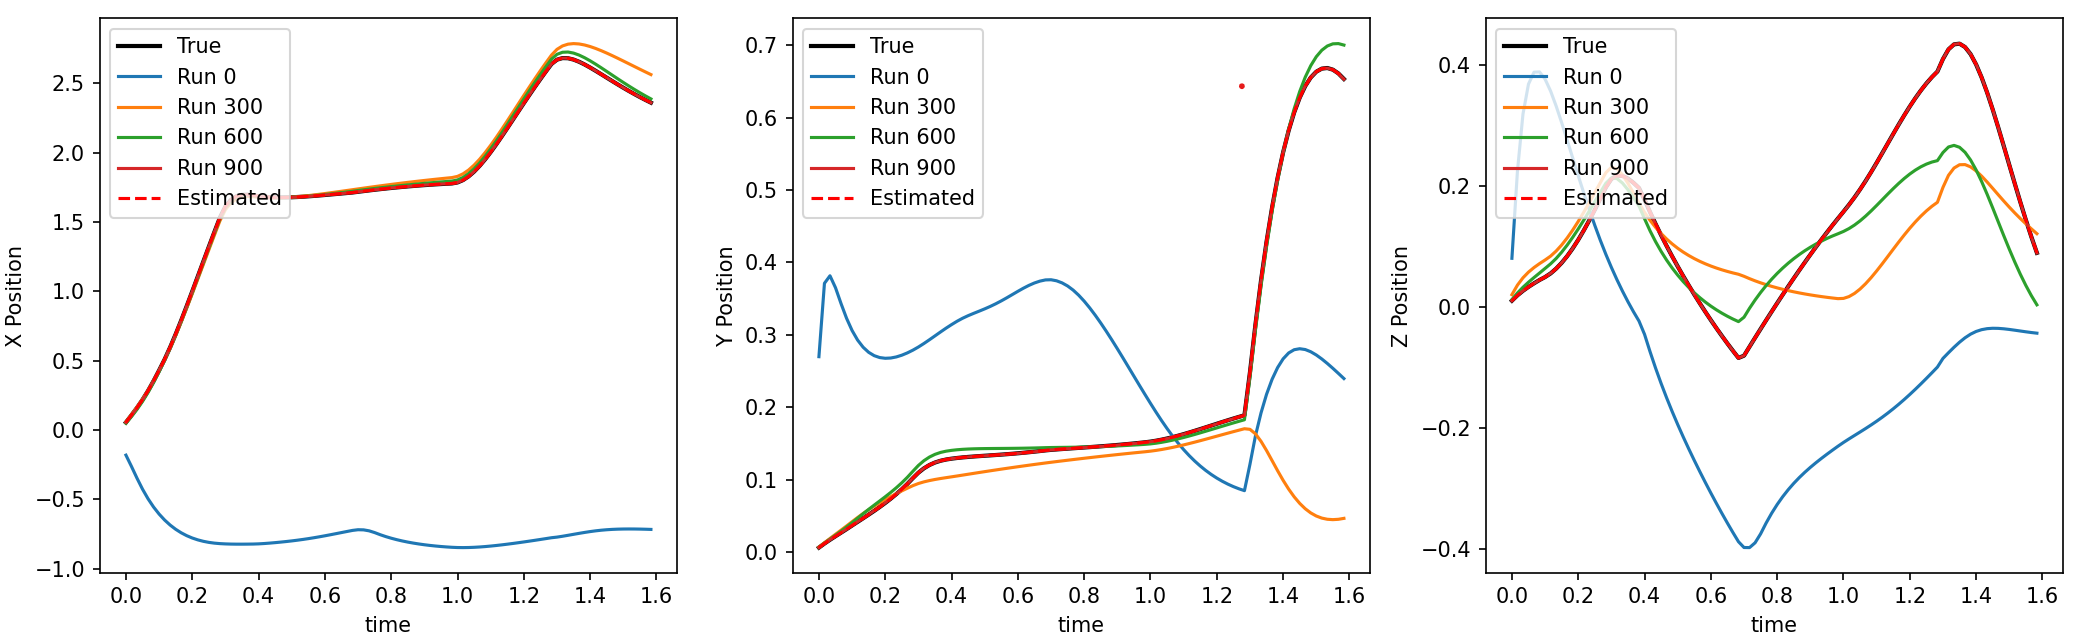 True
Run 0
Run 300
Run 600
Run 900
Estimated
X Position
2.5
2.0
1.5
1.0
0.5
0.0
−0.5
−1.0
0.0 0.2 0.4 0.6 0.8 1.0 1.2 1.4 1.6
time
True
Run 0
Run 300
Run 600
Run 900
Estimated
Y Position
0.7
0.6
0.5
0.4
0.3
0.2
0.1
0.0
0.0 0.2 0.4 0.6 0.8 1.0 1.2 1.4 1.6
time
True
Run 0
Run 300
Run 600
Run 900
Estimated
Z Position
0.4
0.2
0.0
−0.2
−0.4
0.0 0.2 0.4 0.6 0.8 1.0 1.2 1.4 1.6
time